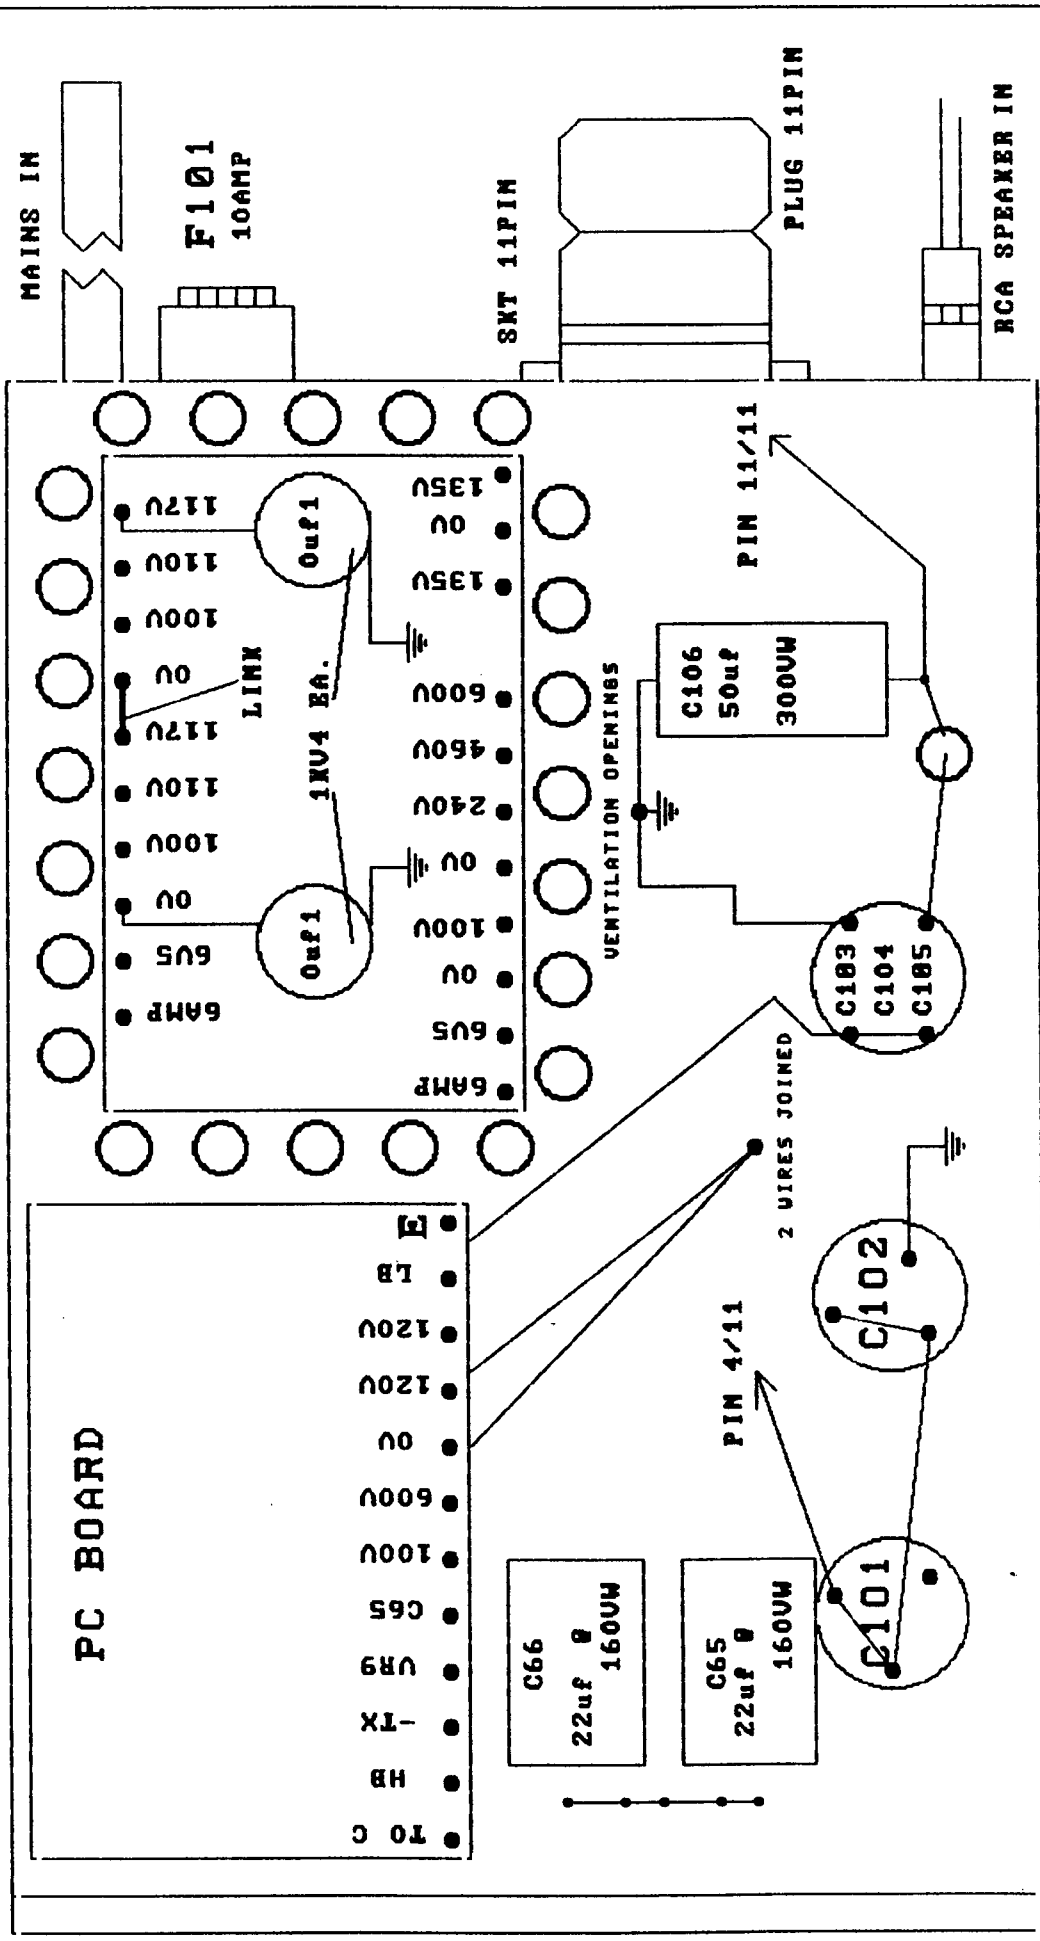 MAINS IN
F101
10AMP
SKT 11PIN
PLUG 11PIN
RCA SPEAKER IN
117V
110V
100V
0V
117V
110V
100V
0V
6V5
6AMP
LINK
0uf1
0uf1
1KV4 EA.
135V
0V
135V
600V
460V
240V
0V
100V
0V
6V5
6AMP
VENTILATION OPENINGS
PIN 11/11
C106
50uf
300VW
C103
C104
C105
2 WIRES JOINED
C102
PIN 4/11
C101
PC BOARD
E
LB
120V
120V
0V
600V
100V
C65
VR9
-TX
HB
TO C
C66
22uf @
160VW
C65
22uf @
160VW